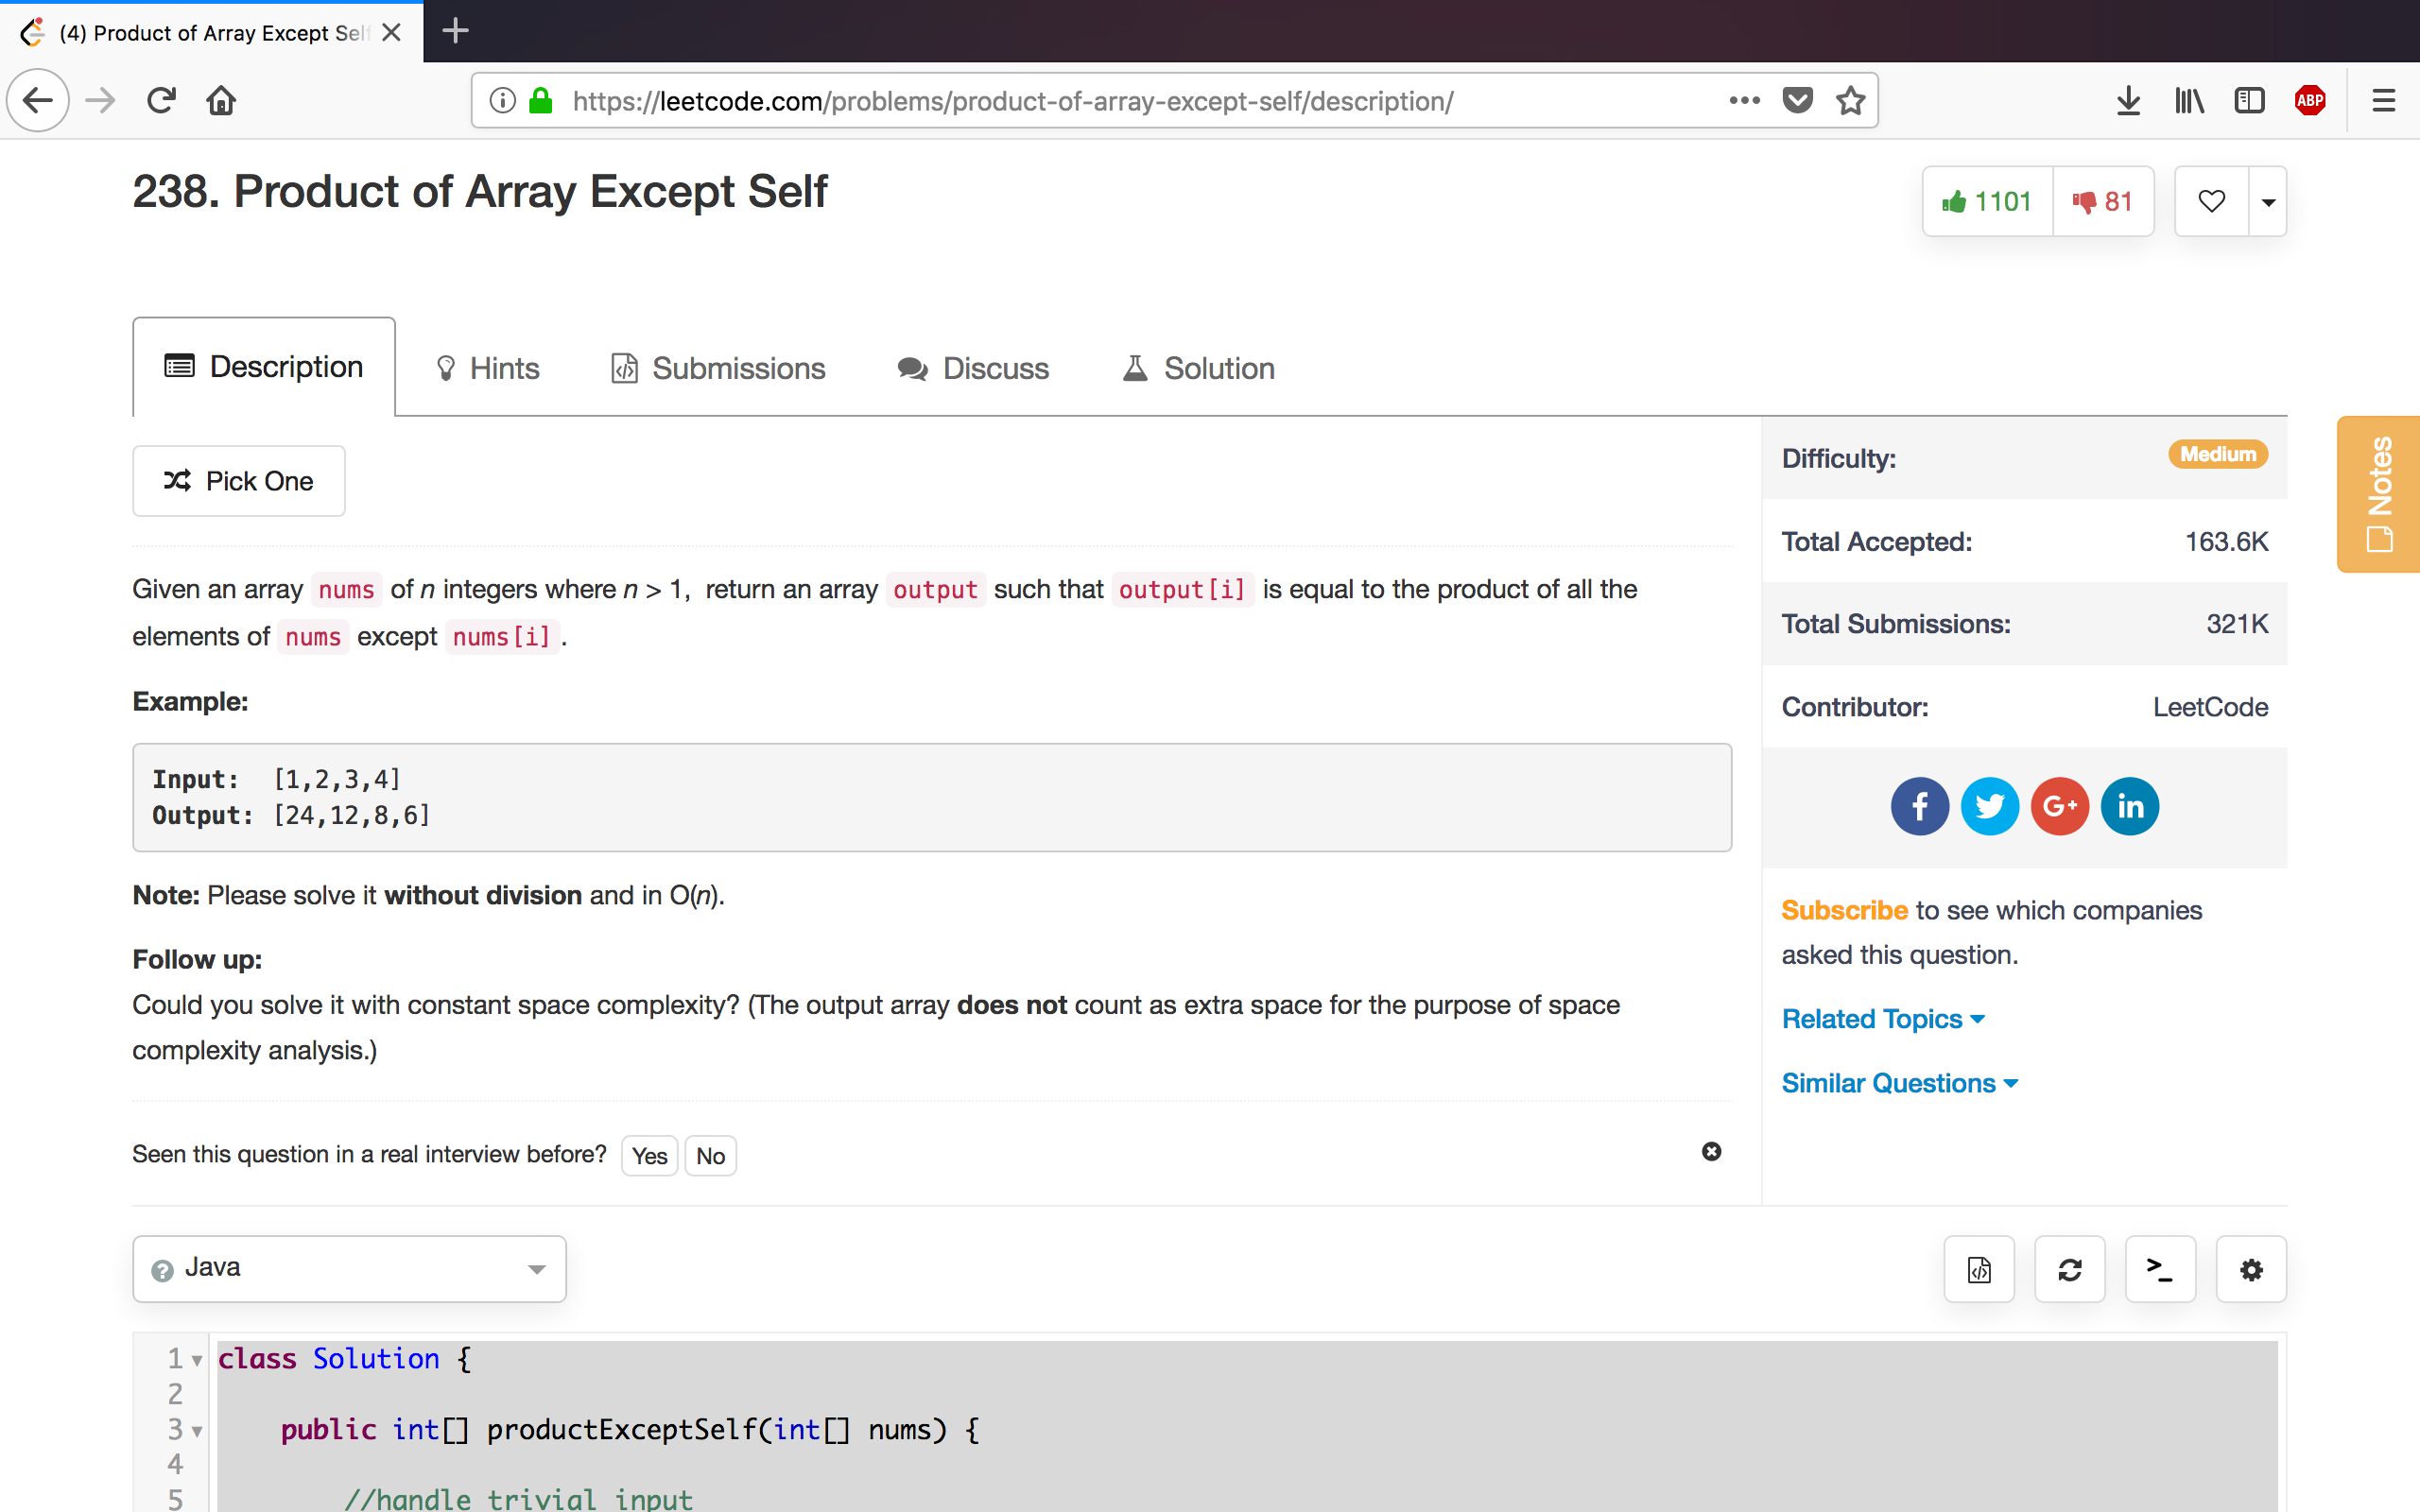 (4) Product of Array Except Sel
https://leetcode.com/problems/product-of-array-except-self/description/
ABP
238. Product of Array Except Self
1101
81
Description
Hints
Submissions
Discuss
Solution
Pick One
Given an array nums of n integers where n > 1,  return an array output such that output[i] is equal to the product of all the
elements of nums except nums[i].
Example:
Input:  [1,2,3,4]
Output: [24,12,8,6]
Note: Please solve it without division and in O(n).
Follow up:
Could you solve it with constant space complexity? (The output array does not count as extra space for the purpose of space
complexity analysis.)
Seen this question in a real interview before? Yes No
Difficulty: Medium
Total Accepted: 163.6K
Total Submissions: 321K
Contributor: LeetCode
f G+ in
Subscribe to see which companies
asked this question.
Related Topics
Similar Questions
Notes
Java
1 class Solution {
2
3     public int[] productExceptSelf(int[] nums) {
4
5         //handle trivial input